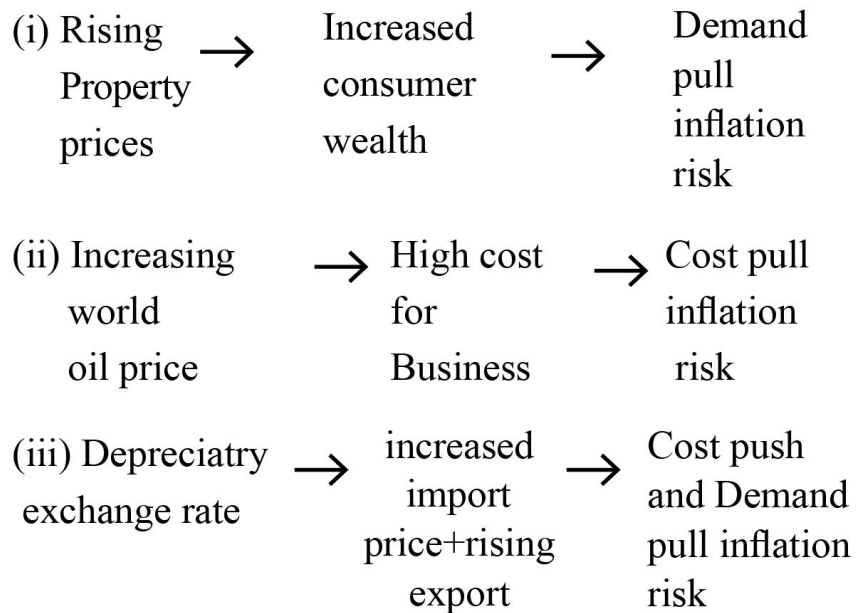 (i) Rising → Increased → Demand
Property consumer pull
prices wealth inflation
risk
(ii) Increasing → High cost → Cost pull
world for inflation
oil price Business risk
(iii) Depreciatry → increased → Cost push
exchange rate import and Demand
price+rising pull inflation
export risk